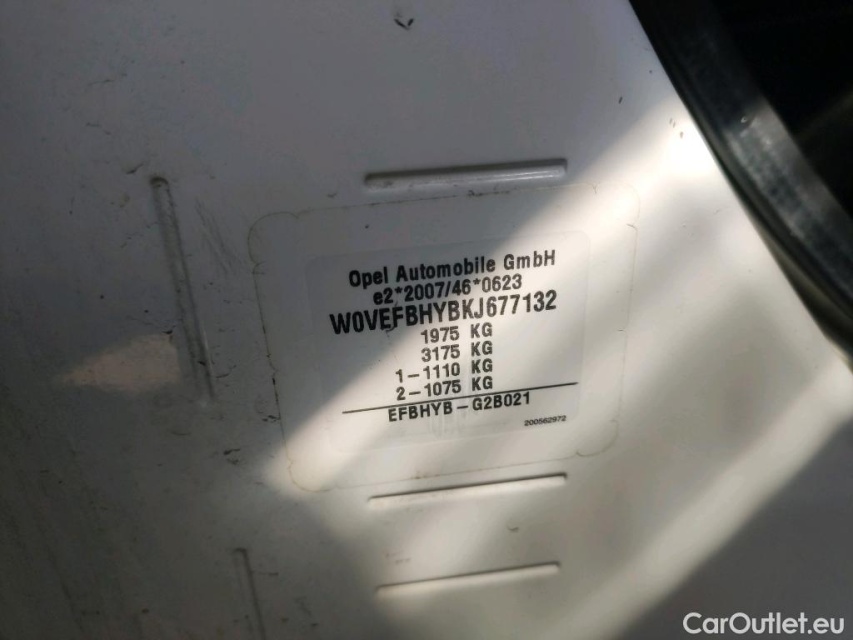 Opel Automobile GmbH
e2*2007/46*0623
W0VEFBHYBKJ677132
1975 KG
3175 KG
1-1110 KG
2-1075 KG
EFBHYB-G2B021
200562972
CarOutlet.eu